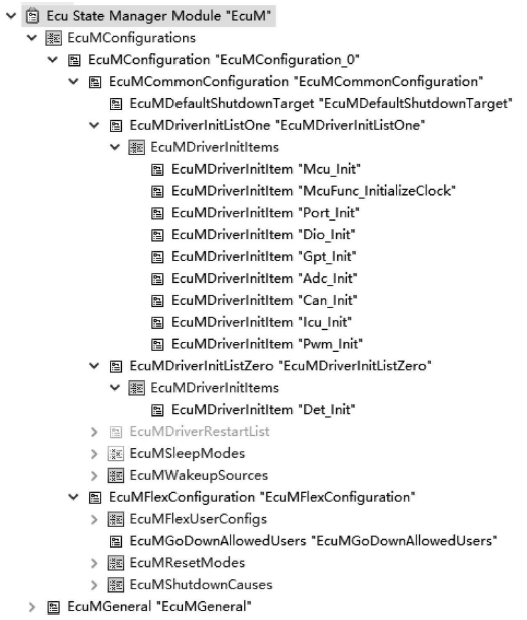 Ecu State Manager Module "EcuM"
EcuMConfigurations
EcuMConfiguration "EcuMConfiguration_0"
EcuMCommonConfiguration "EcuMCommonConfiguration"
EcuMDefaultShutdownTarget "EcuMDefaultShutdownTarget"
EcuMDriverInitListOne "EcuMDriverInitListOne"
EcuMDriverInitItems
EcuMDriverInitItem "Mcu_Init"
EcuMDriverInitItem "McuFunc_InitializeClock"
EcuMDriverInitItem "Port_Init"
EcuMDriverInitItem "Dio_Init"
EcuMDriverInitItem "Gpt_Init"
EcuMDriverInitItem "Adc_Init"
EcuMDriverInitItem "Can_Init"
EcuMDriverInitItem "Icu_Init"
EcuMDriverInitItem "Pwm_Init"
EcuMDriverInitListZero "EcuMDriverInitListZero"
EcuMDriverInitItems
EcuMDriverInitItem "Det_Init"
EcuMDriverRestartList
EcuMSleepModes
EcuMWakeupSources
EcuMFlexConfiguration "EcuMFlexConfiguration"
EcuMFlexUserConfigs
EcuMGoDownAllowedUsers "EcuMGoDownAllowedUsers"
EcuMResetModes
EcuMShutdownCauses
EcuMGeneral "EcuMGeneral"